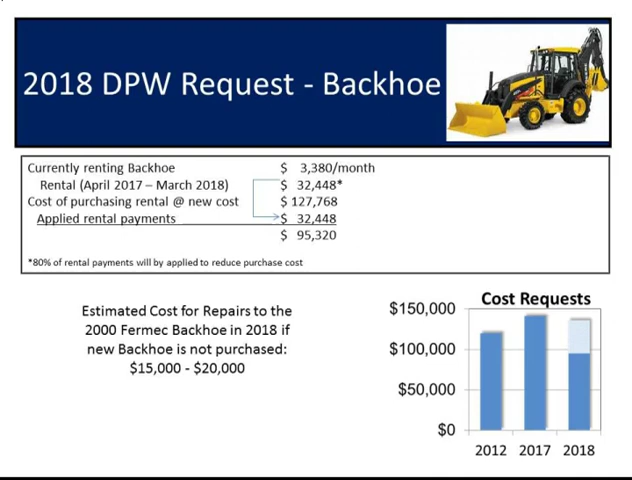 2018 DPW Request - Backhoe
Currently renting Backhoe $ 3,380/month
Rental (April 2017 – March 2018) $ 32,448*
Cost of purchasing rental @ new cost $ 127,768
Applied rental payments $ 32,448
$ 95,320
*80% of rental payments will by applied to reduce purchase cost
Estimated Cost for Repairs to the
2000 Fermec Backhoe in 2018 if
new Backhoe is not purchased:
$15,000 - $20,000
Cost Requests
$150,000
$100,000
$50,000
$0
2012 2017 2018